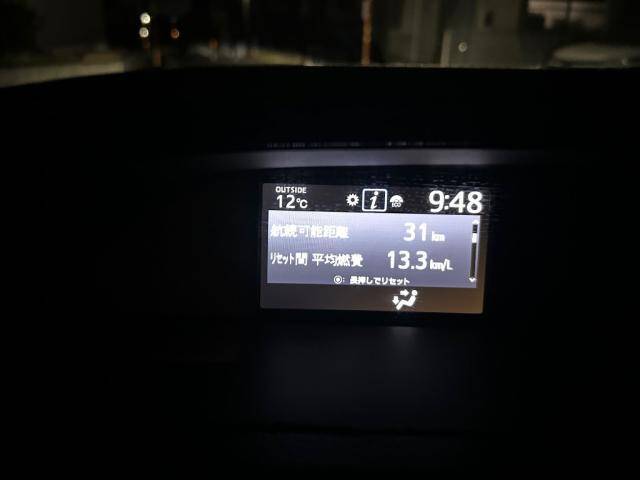 OUTSIDE
12℃ i ECO 9:48
航続可能距離 31 km
リセット間 平均燃費 13.3 km/L
◉: 長押しでリセット